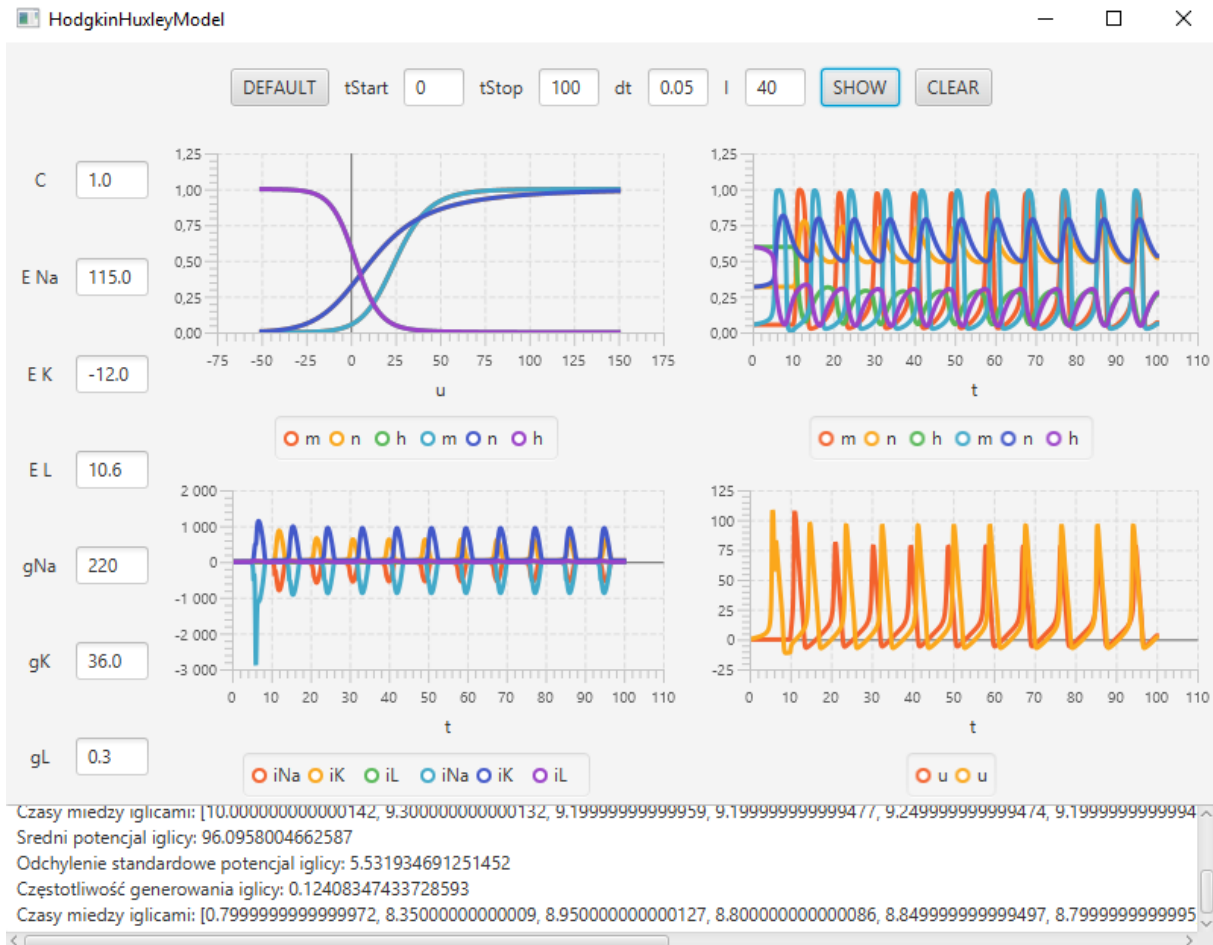 HodgkinHuxleyModel
DEFAULT tStart 0 tStop 100 dt 0.05 I 40 SHOW CLEAR
C 1.0
E Na 115.0
E K -12.0
E L 10.6
gNa 220
gK 36.0
gL 0.3
1,25
1,00
0,75
0,50
0,25
0,00
-75 -50 -25 0 25 50 75 100 125 150 175
u
m n h m n h
1,25
1,00
0,75
0,50
0,25
0,00
0 10 20 30 40 50 60 70 80 90 100 110
t
m n h m n h
2 000
1 000
0
-1 000
-2 000
-3 000
0 10 20 30 40 50 60 70 80 90 100 110
t
iNa iK iL iNa iK iL
125
100
75
50
25
0
-25
0 10 20 30 40 50 60 70 80 90 100 110
t
u u
Czasy miedzy iglicami: [10.0000000000000142, 9.300000000000132, 9.19999999999959, 9.199999999999477, 9.249999999999474, 9.1999999999994
Sredni potencjal iglicy: 96.0958004662587
Odchylenie standardowe potencjal iglicy: 5.531934691251452
Częstotliwość generowania iglicy: 0.12408347433728593
Czasy miedzy iglicami: [0.7999999999999972, 8.35000000000009, 8.950000000000127, 8.800000000000086, 8.849999999999497, 8.7999999999995